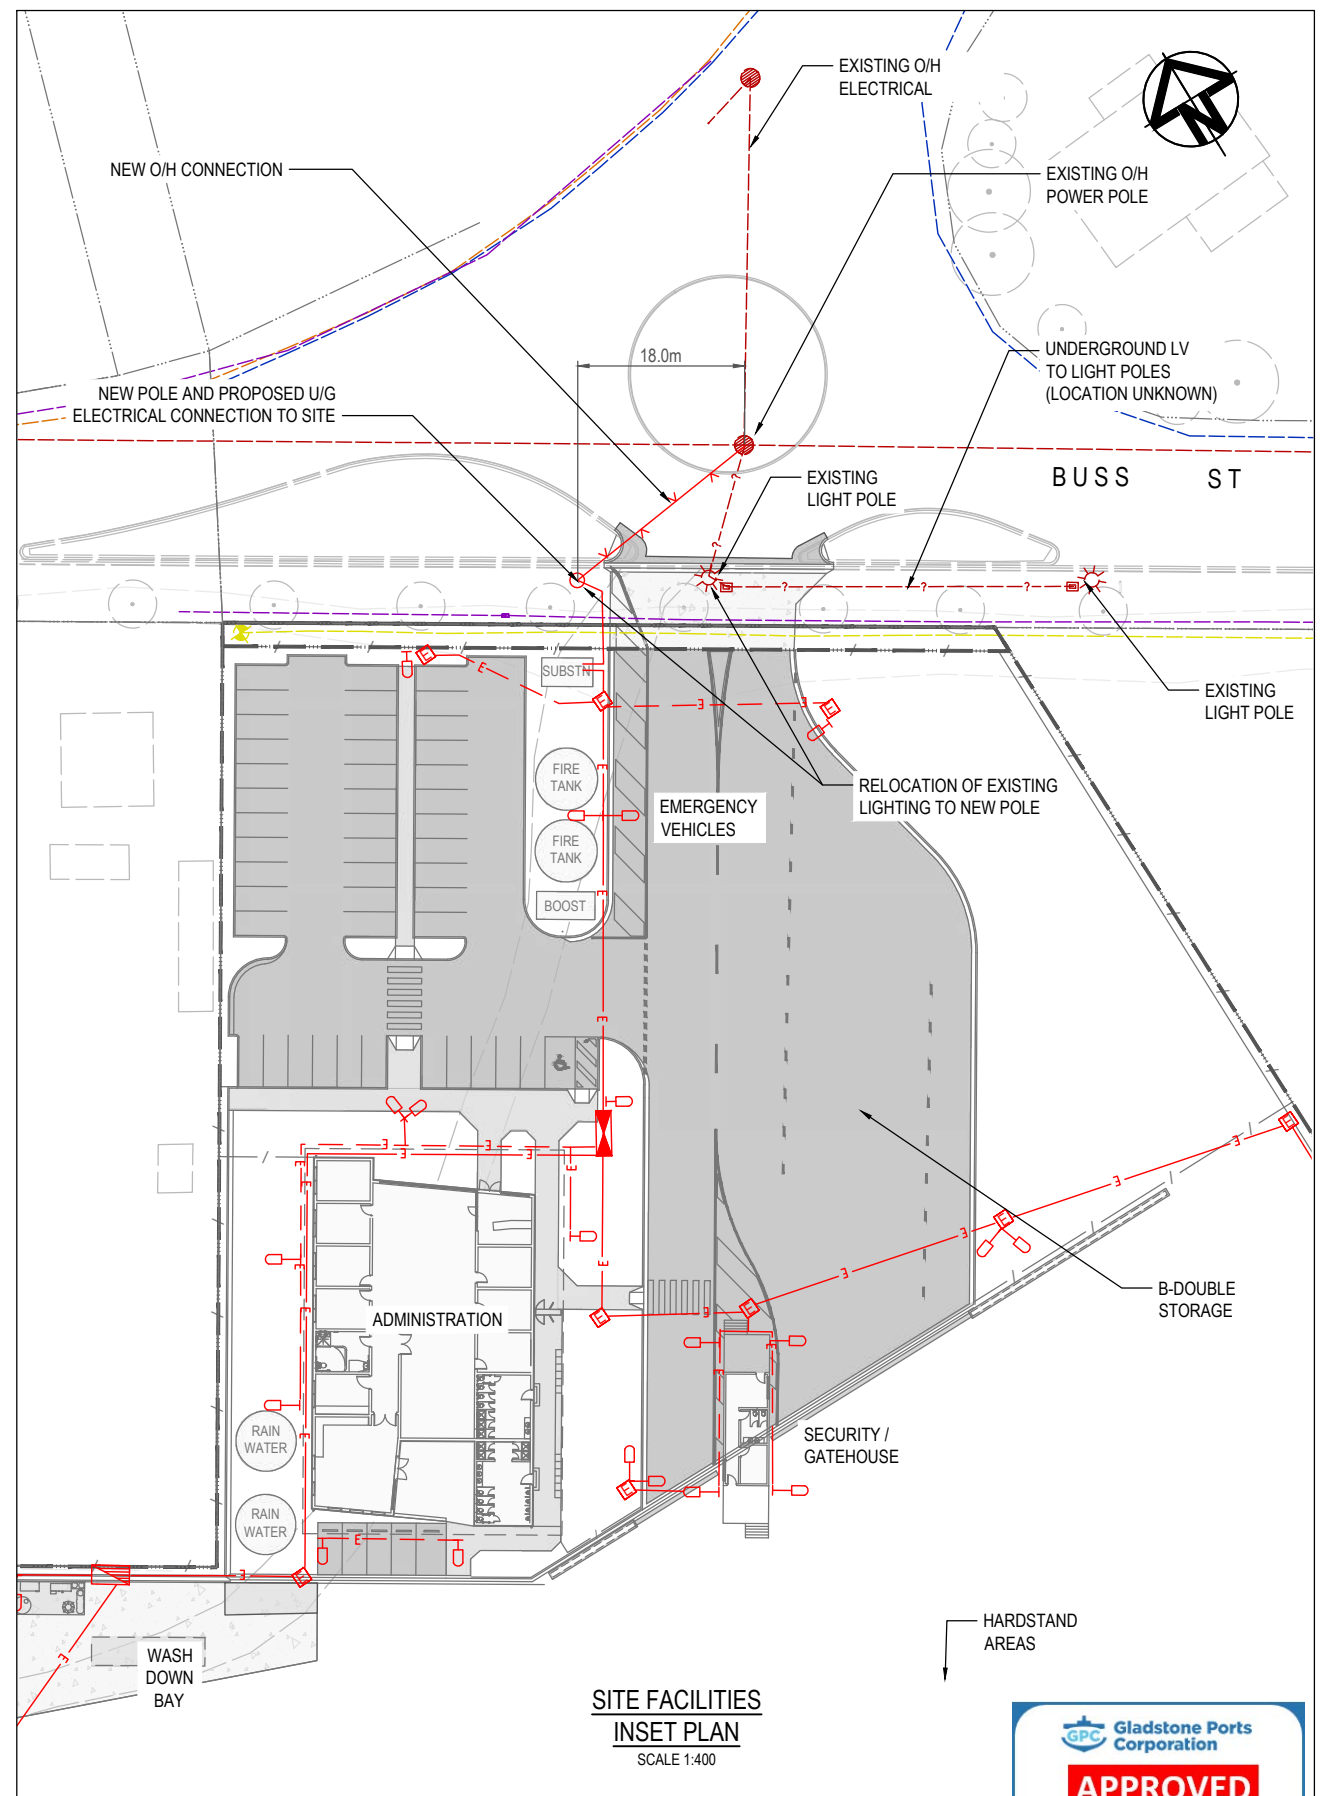 EXISTING O/H
ELECTRICAL
N
NEW O/H CONNECTION
EXISTING O/H
POWER POLE
18.0m
UNDERGROUND LV
TO LIGHT POLES
(LOCATION UNKNOWN)
NEW POLE AND PROPOSED U/G
ELECTRICAL CONNECTION TO SITE
BUSS ST
EXISTING
LIGHT POLE
SUBSTN
EXISTING
LIGHT POLE
FIRE
TANK
RELOCATION OF EXISTING
LIGHTING TO NEW POLE
EMERGENCY
VEHICLES
FIRE
TANK
BOOST
B-DOUBLE
STORAGE
ADMINISTRATION
RAIN
WATER
SECURITY /
GATEHOUSE
RAIN
WATER
HARDSTAND
AREAS
WASH
DOWN
BAY
SITE FACILITIES
INSET PLAN
SCALE 1:400
GPC Gladstone Ports
Corporation
APPROVED